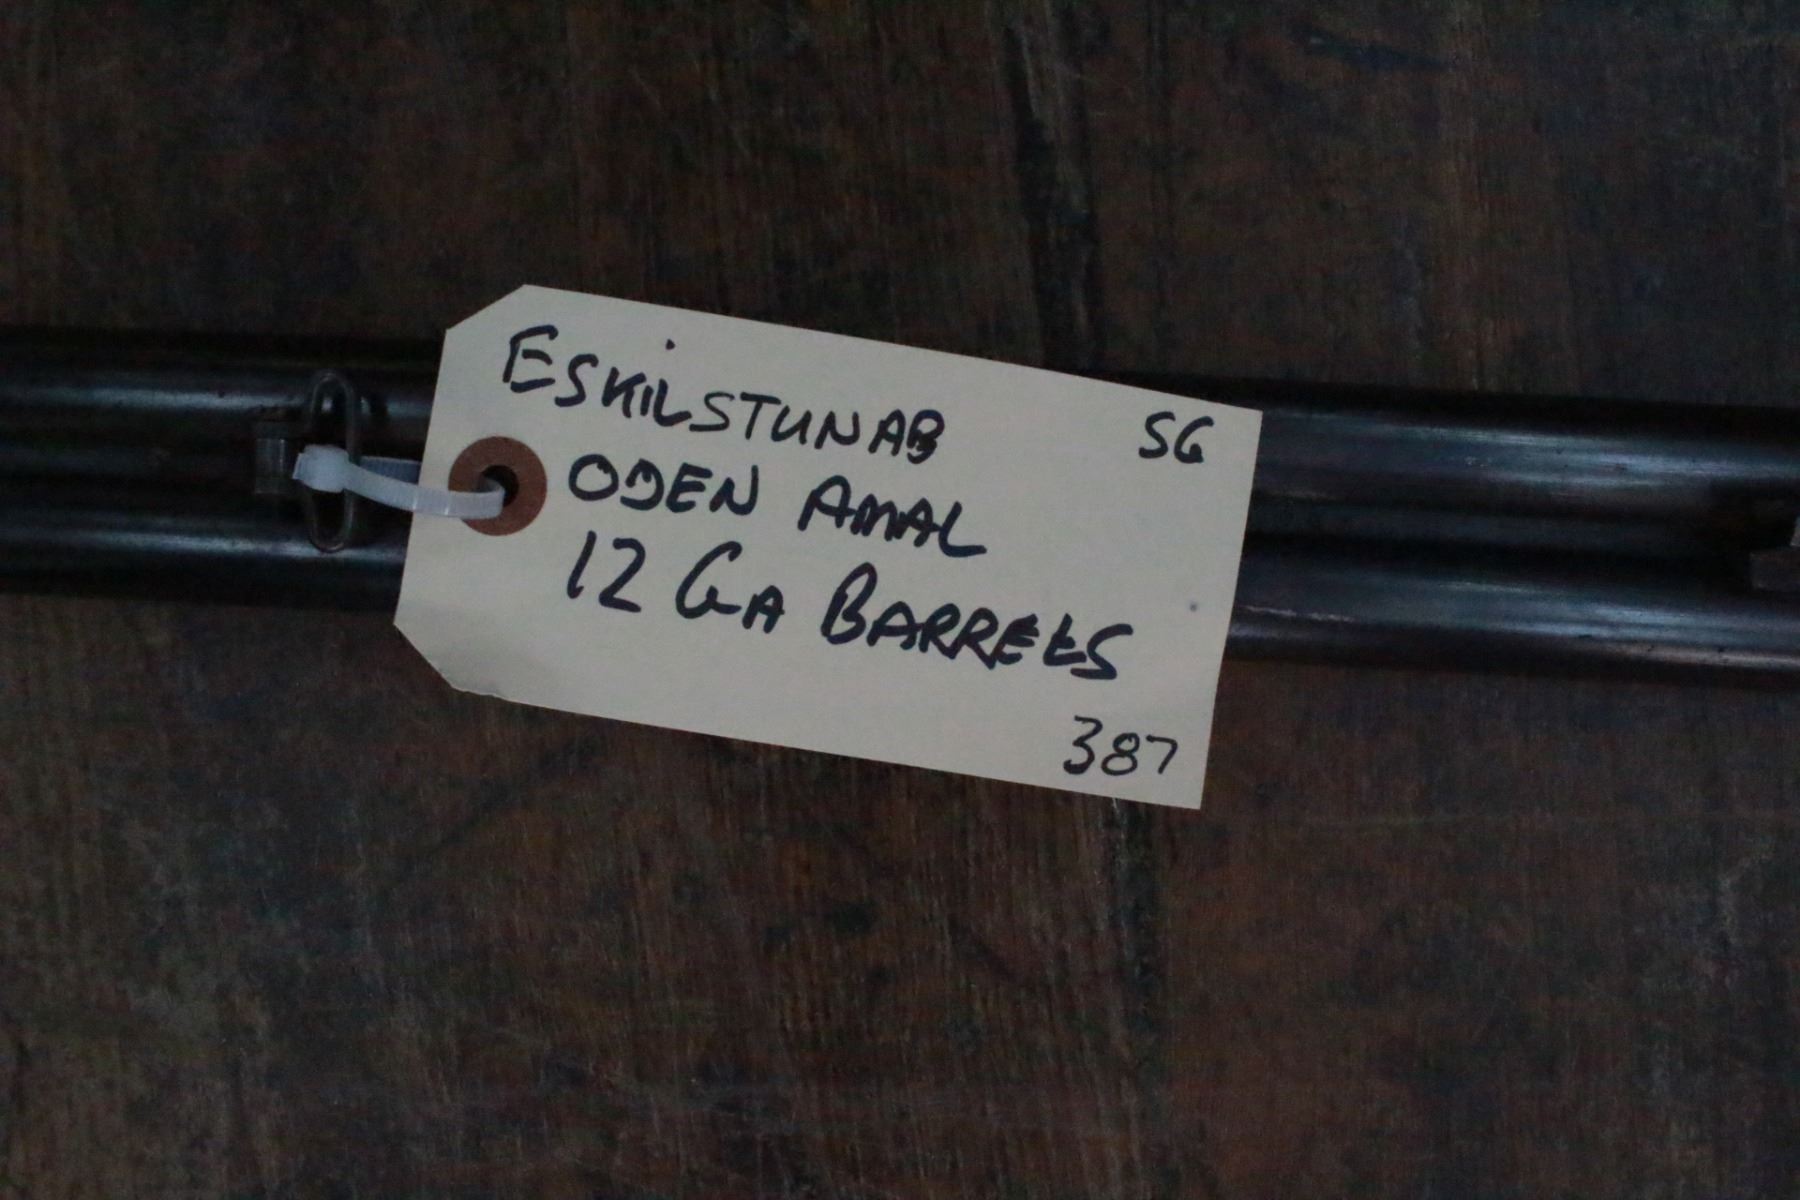 ESKILSTUNAB SG
ODEN AMAL
12 GA BARRELS
387